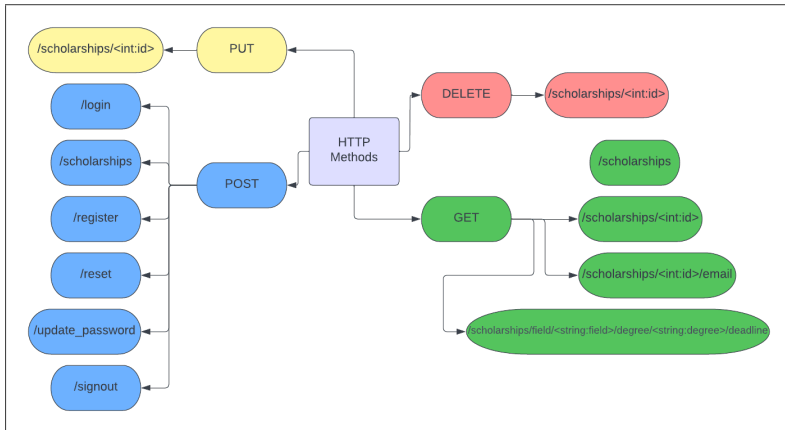 /scholarships/<int:id>
PUT
/login
DELETE
/scholarships/<int:id>
HTTP
Methods
/scholarships
/scholarships
POST
/register
GET
/scholarships/<int:id>
/reset
/scholarships/<int:id>/email
/update_password
/scholarships/field/<string:field>/degree/<string:degree>/deadline
/signout